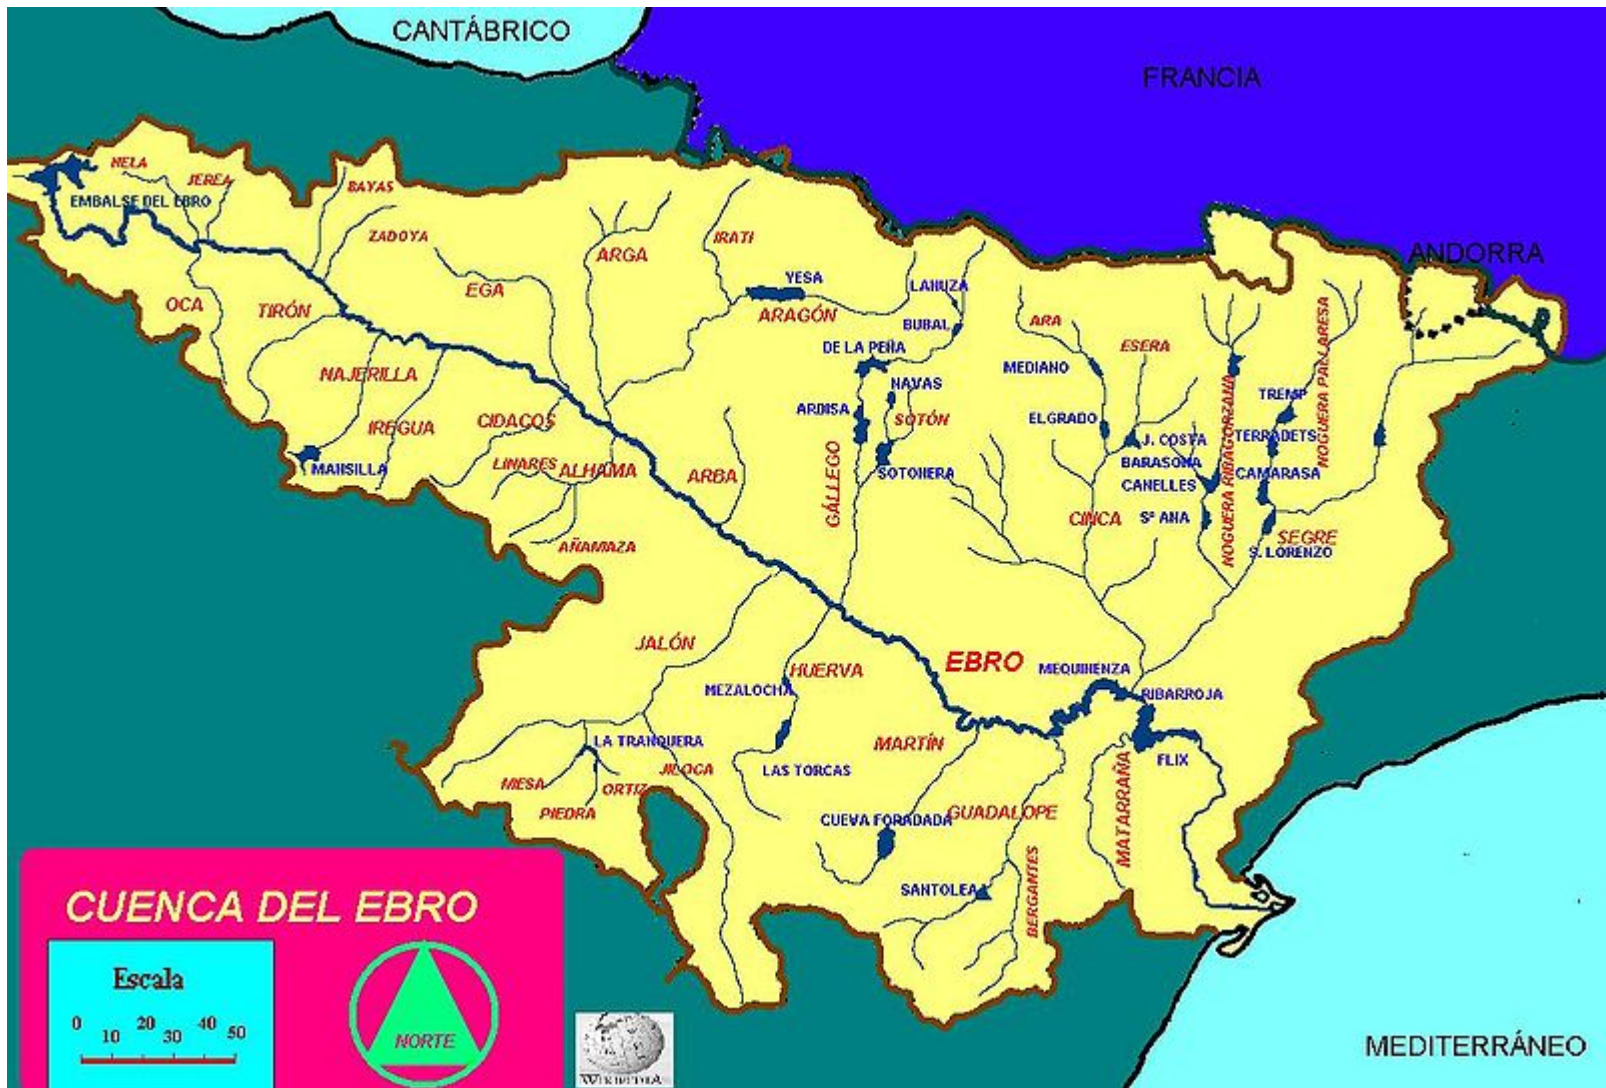 CANTÁBRICO
FRANCIA
ANDORRA
NELA
JEREA
BAYAS
EMBALSE DEL EBRO
ZADOYA
ARGA
IRATI
YESA
LANUZA
EGA
OCA
TIRÓN
ARAGÓN
BUBAL
ARA
ESERA
NOGUERA PALLARESA
DE LA PEÑA
MEDIANO
NAJERILLA
NAVAS
TREMP
NOGUERA RIBAGORZANA
ARDISA
SOTÓN
EL GRADO
IREGUA
CIDACOS
J. COSTA
TERRADETS
MANSILLA
LINARES
ALHAMA
ARBA
GÁLLEGO
SOTONERA
BARASONA
CAMARASA
CANELLES
CINCA
Sª ANA
SEGRE
S. LORENZO
AÑAMAZA
JALÓN
HUERVA
EBRO
MEQUINENZA
MEZALOCHA
RIBARROJA
LA TRANQUERA
MARTÍN
JILOCA
LAS TORCAS
FLIX
MESA
ORTIZ
PIEDRA
MATARRAÑA
CUEVA FORADADA
GUADALOPE
SANTOLEA
BERGANTES
CUENCA DEL EBRO
Escala
0 10 20 30 40 50
NORTE
WIKIPEDIA
MEDITERRÁNEO